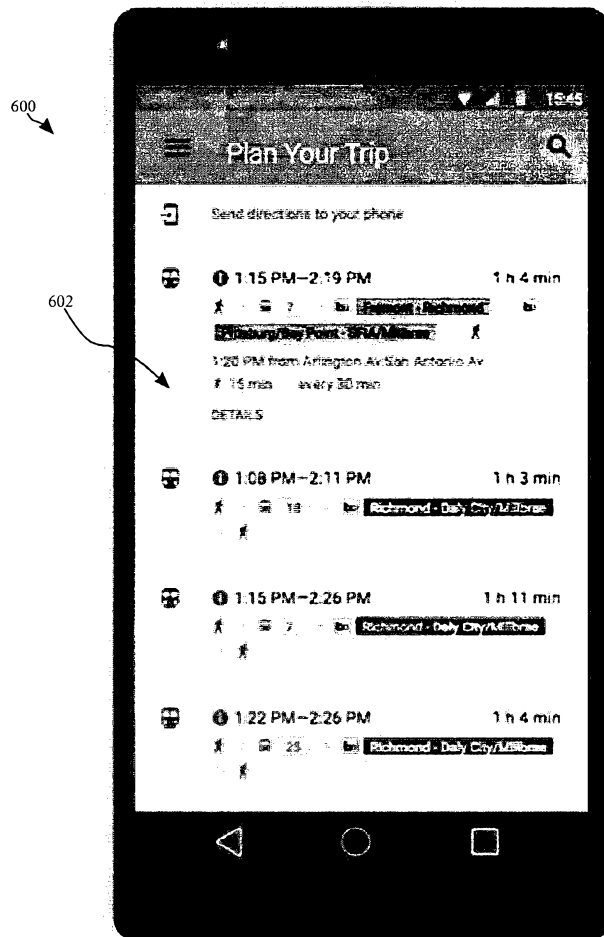 600
15:45
Plan Your Trip
Send directions to your phone
1:15 PM–2:19 PM 1 h 4 min
7 Fremont - Richmond
Pittsburg/Bay Point - SFIA/Millbrae
602
1:20 PM from Arlington Av:San Antonio Av
15 min every 30 min
DETAILS
1:08 PM–2:11 PM 1 h 3 min
18 Richmond - Daly City/Millbrae
1:15 PM–2:26 PM 1 h 11 min
7 Richmond - Daly City/Millbrae
1:22 PM–2:26 PM 1 h 4 min
25 Richmond - Daly City/Millbrae